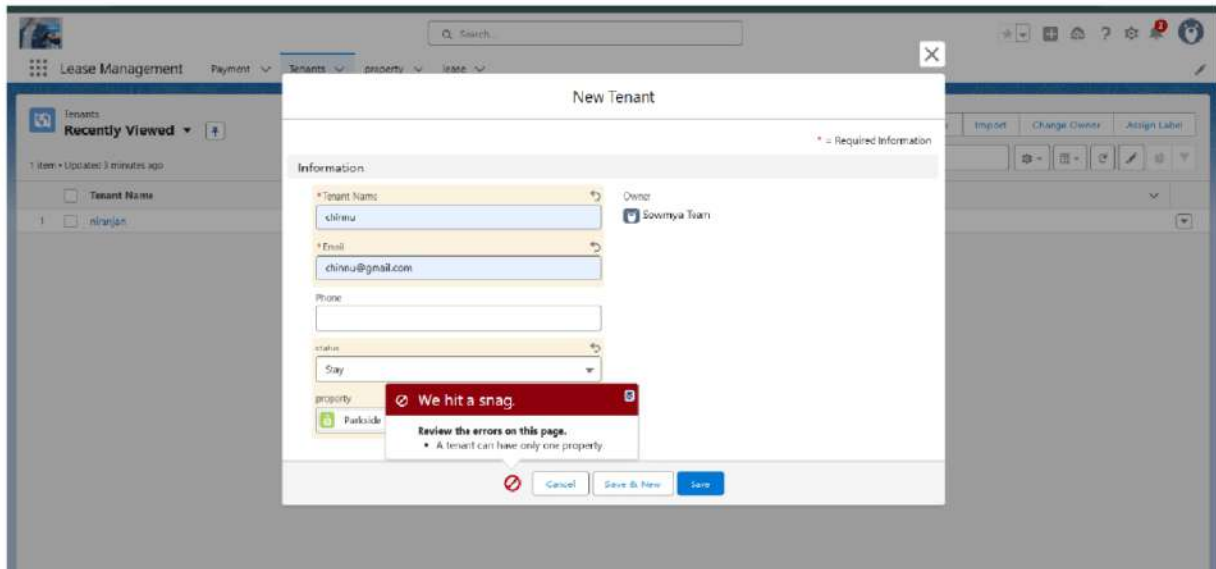 Search...
2
Lease Management Payment Tenants property lease
New Tenant
Tenants
Recently Viewed
Import Change Owner Assign Label
* = Required Information
1 item • Updated 3 minutes ago
Information
Tenant Name
1 niranjan
*Tenant Name
chinnu
Owner
Sowmya Team
*Email
chinnu@gmail.com
Phone
status
Stay
property
Parkside
We hit a snag.
Review the errors on this page.
• A tenant can have only one property
Cancel Save & New Save